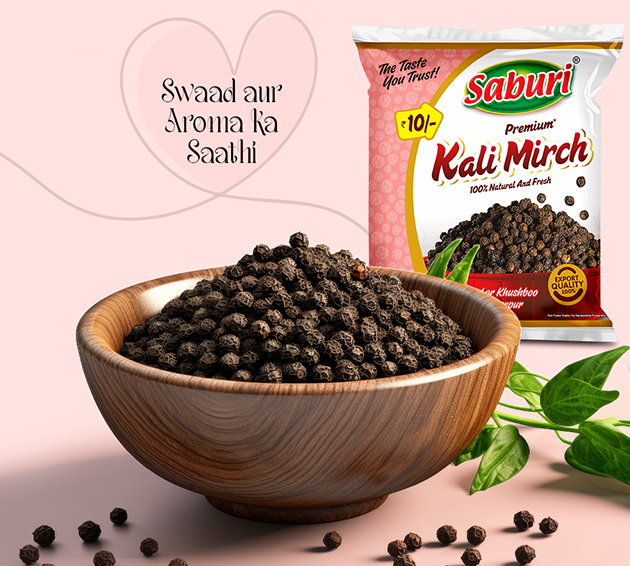 Swaad aur
Aroma ka
Saathi
The Taste
You Trust!
Saburi®
₹10/-
Premium*
Kali Mirch
100% Natural And Fresh
EXPORT
QUALITY
100%
Khushboo